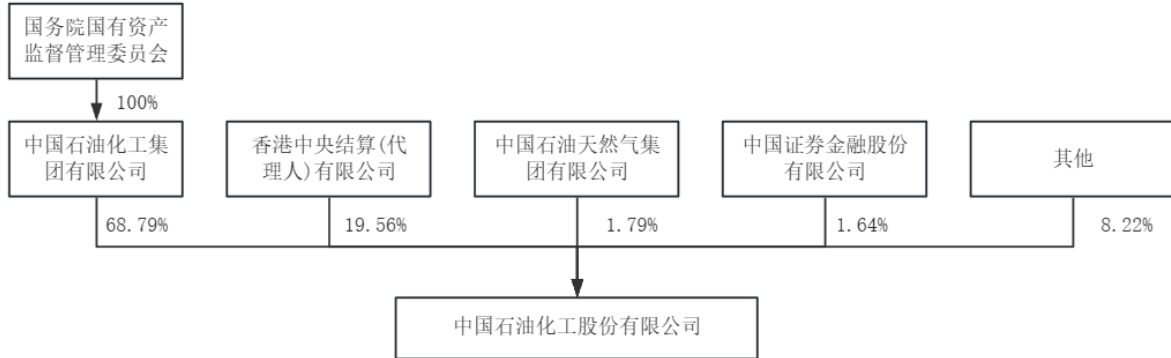 国务院国有资产
监督管理委员会
100%
中国石油化工集
团有限公司
香港中央结算(代
理人)有限公司
中国石油天然气集
团有限公司
中国证券金融股份
有限公司
其他
68.79%
19.56%
1.79%
1.64%
8.22%
中国石油化工股份有限公司